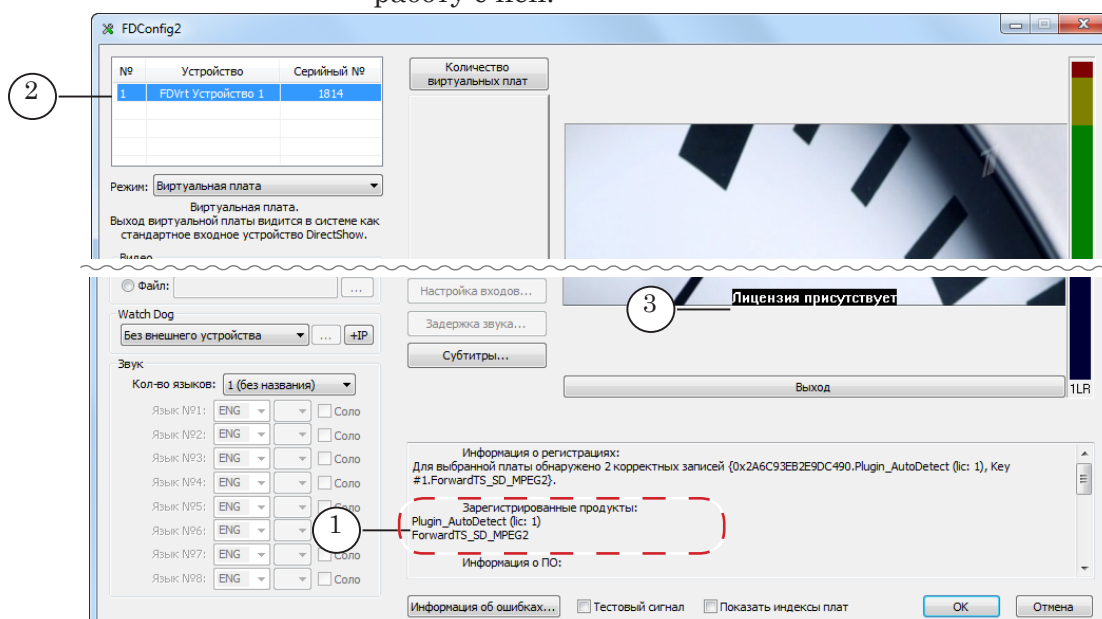 работу с ней.
FDConfig2
№ Устройство Серийный №
1 FDVrt Устройство 1 1814
2
Режим: Виртуальная плата
Виртуальная плата.
Выход виртуальной платы видится в системе как
стандартное входное устройство DirectShow.
Видео
Количество
виртуальных плат
Файл: ...
Watch Dog
Без внешнего устройства ... +IP
Звук
Кол-во языков: 1 (без названия)
Язык №1: ENG Соло
Язык №2: ENG Соло
Язык №3: ENG Соло
Язык №4: ENG Соло
Язык №5: ENG Соло
Язык №6: ENG Соло
Язык №7: ENG Соло
Язык №8: ENG Соло
Настройка входов...
Задержка звука...
Субтитры...
3
Лицензия присутствует
Выход
1LR
Информация о регистрациях:
Для выбранной платы обнаружено 2 корректных записей {0x2A6C93EB2E9DC490.Plugin_AutoDetect (lic: 1), Key
#1.ForwardTS_SD_MPEG2}.
Зарегистрированные продукты:
Plugin_AutoDetect (lic: 1)
ForwardTS_SD_MPEG2
1
Информация о ПО:
Информация об ошибках... Тестовый сигнал Показать индексы плат OK Отмена